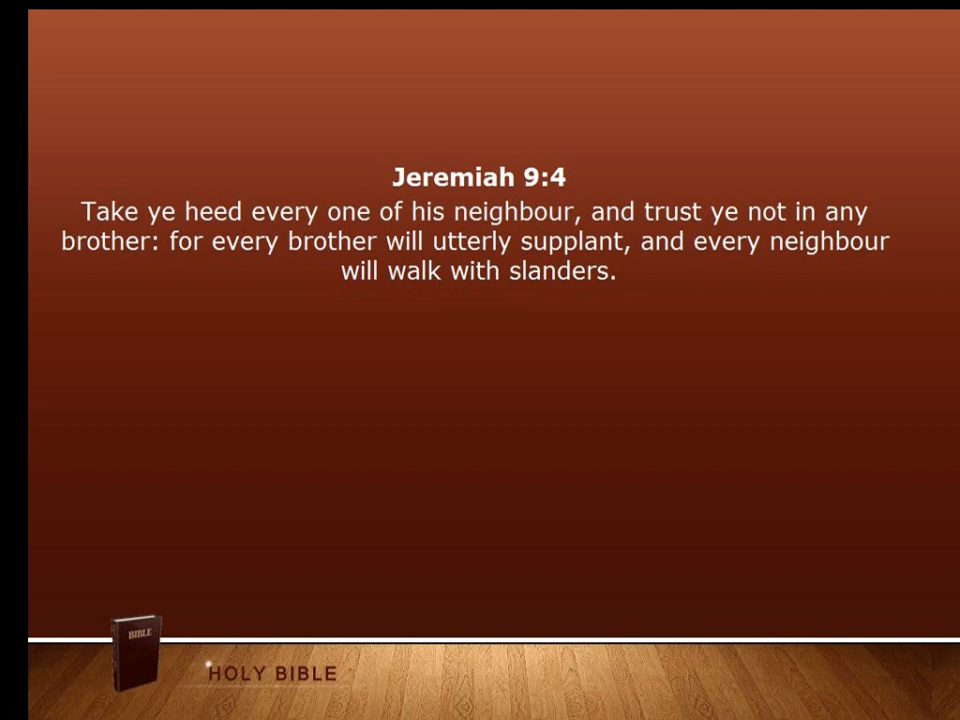 Jeremiah 9:4
Take ye heed every one of his neighbour, and trust ye not in any
brother: for every brother will utterly supplant, and every neighbour
will walk with slanders.
BIBLE
HOLY BIBLE